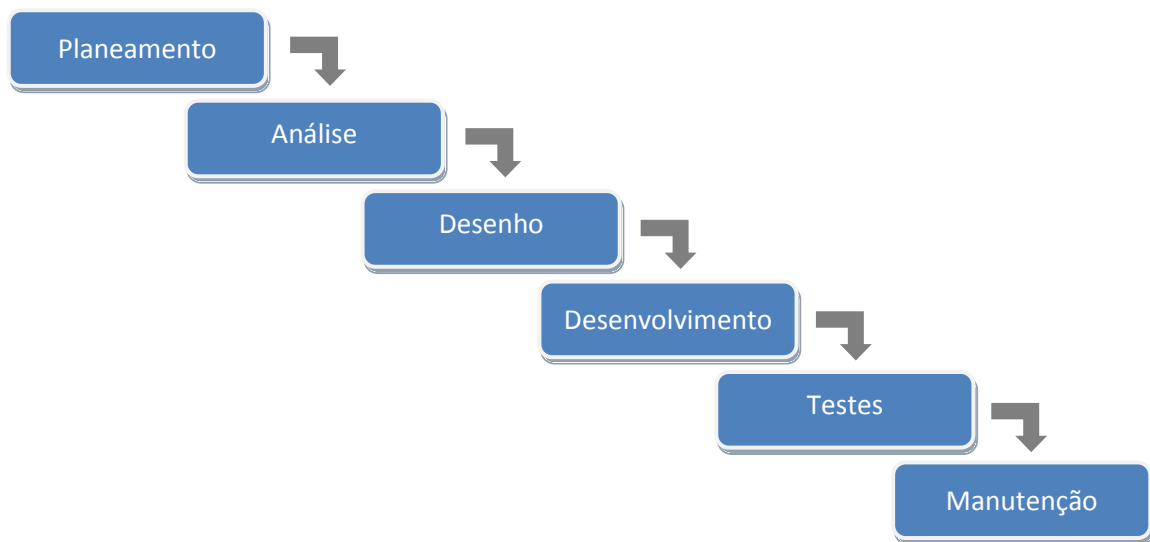 Planeamento
Análise
Desenho
Desenvolvimento
Testes
Manutenção